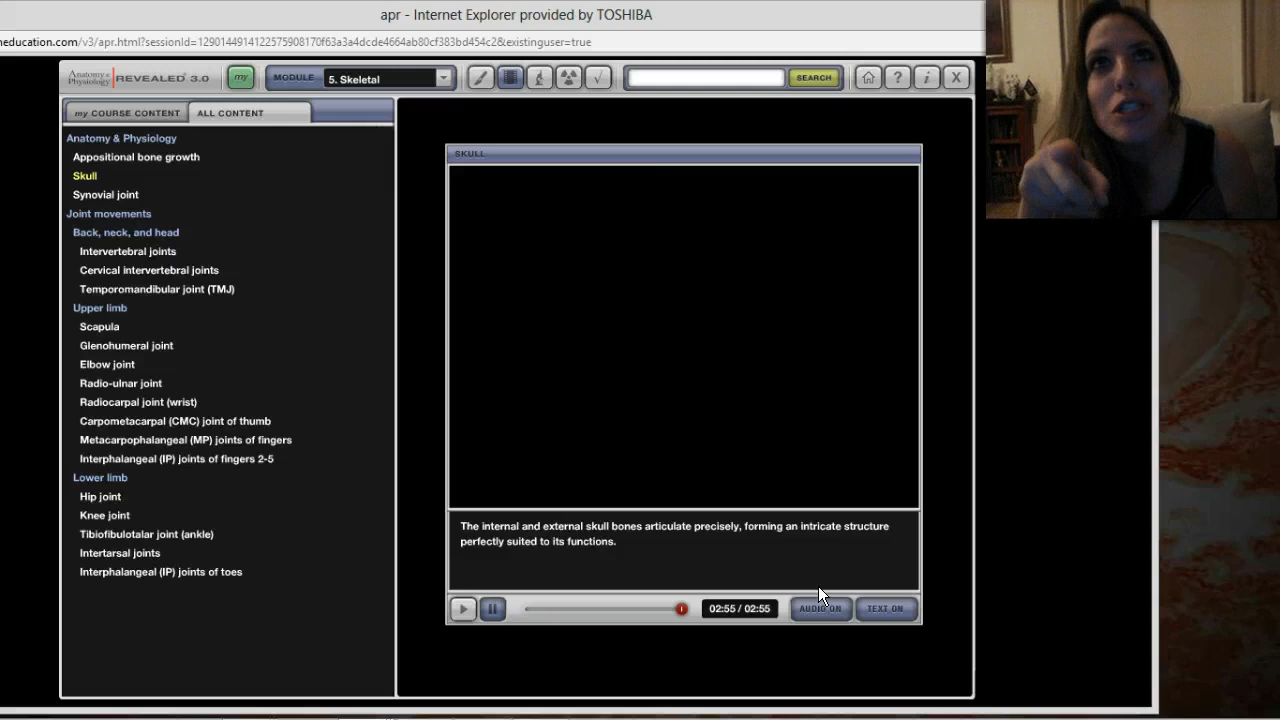 apr - Internet Explorer provided by TOSHIBA
neducation.com/v3/apr.html?sessionId=1290144914122575908170f63a3a4dcde4664ab80cf383bd454c2&existinguser=true
Anatomy & Physiology REVEALED 3.0 my MODULE 5. Skeletal SEARCH ? i X
my COURSE CONTENT ALL CONTENT
Anatomy & Physiology
Appositional bone growth
Skull
Synovial joint
Joint movements
Back, neck, and head
Intervertebral joints
Cervical intervertebral joints
Temporomandibular joint (TMJ)
Upper limb
Scapula
Glenohumeral joint
Elbow joint
Radio-ulnar joint
Radiocarpal joint (wrist)
Carpometacarpal (CMC) joint of thumb
Metacarpophalangeal (MP) joints of fingers
Interphalangeal (IP) joints of fingers 2-5
Lower limb
Hip joint
Knee joint
Tibiofibulotalar joint (ankle)
Intertarsal joints
Interphalangeal (IP) joints of toes
SKULL
The internal and external skull bones articulate precisely, forming an intricate structure
perfectly suited to its functions.
02:55 / 02:55 AUDIO ON TEXT ON